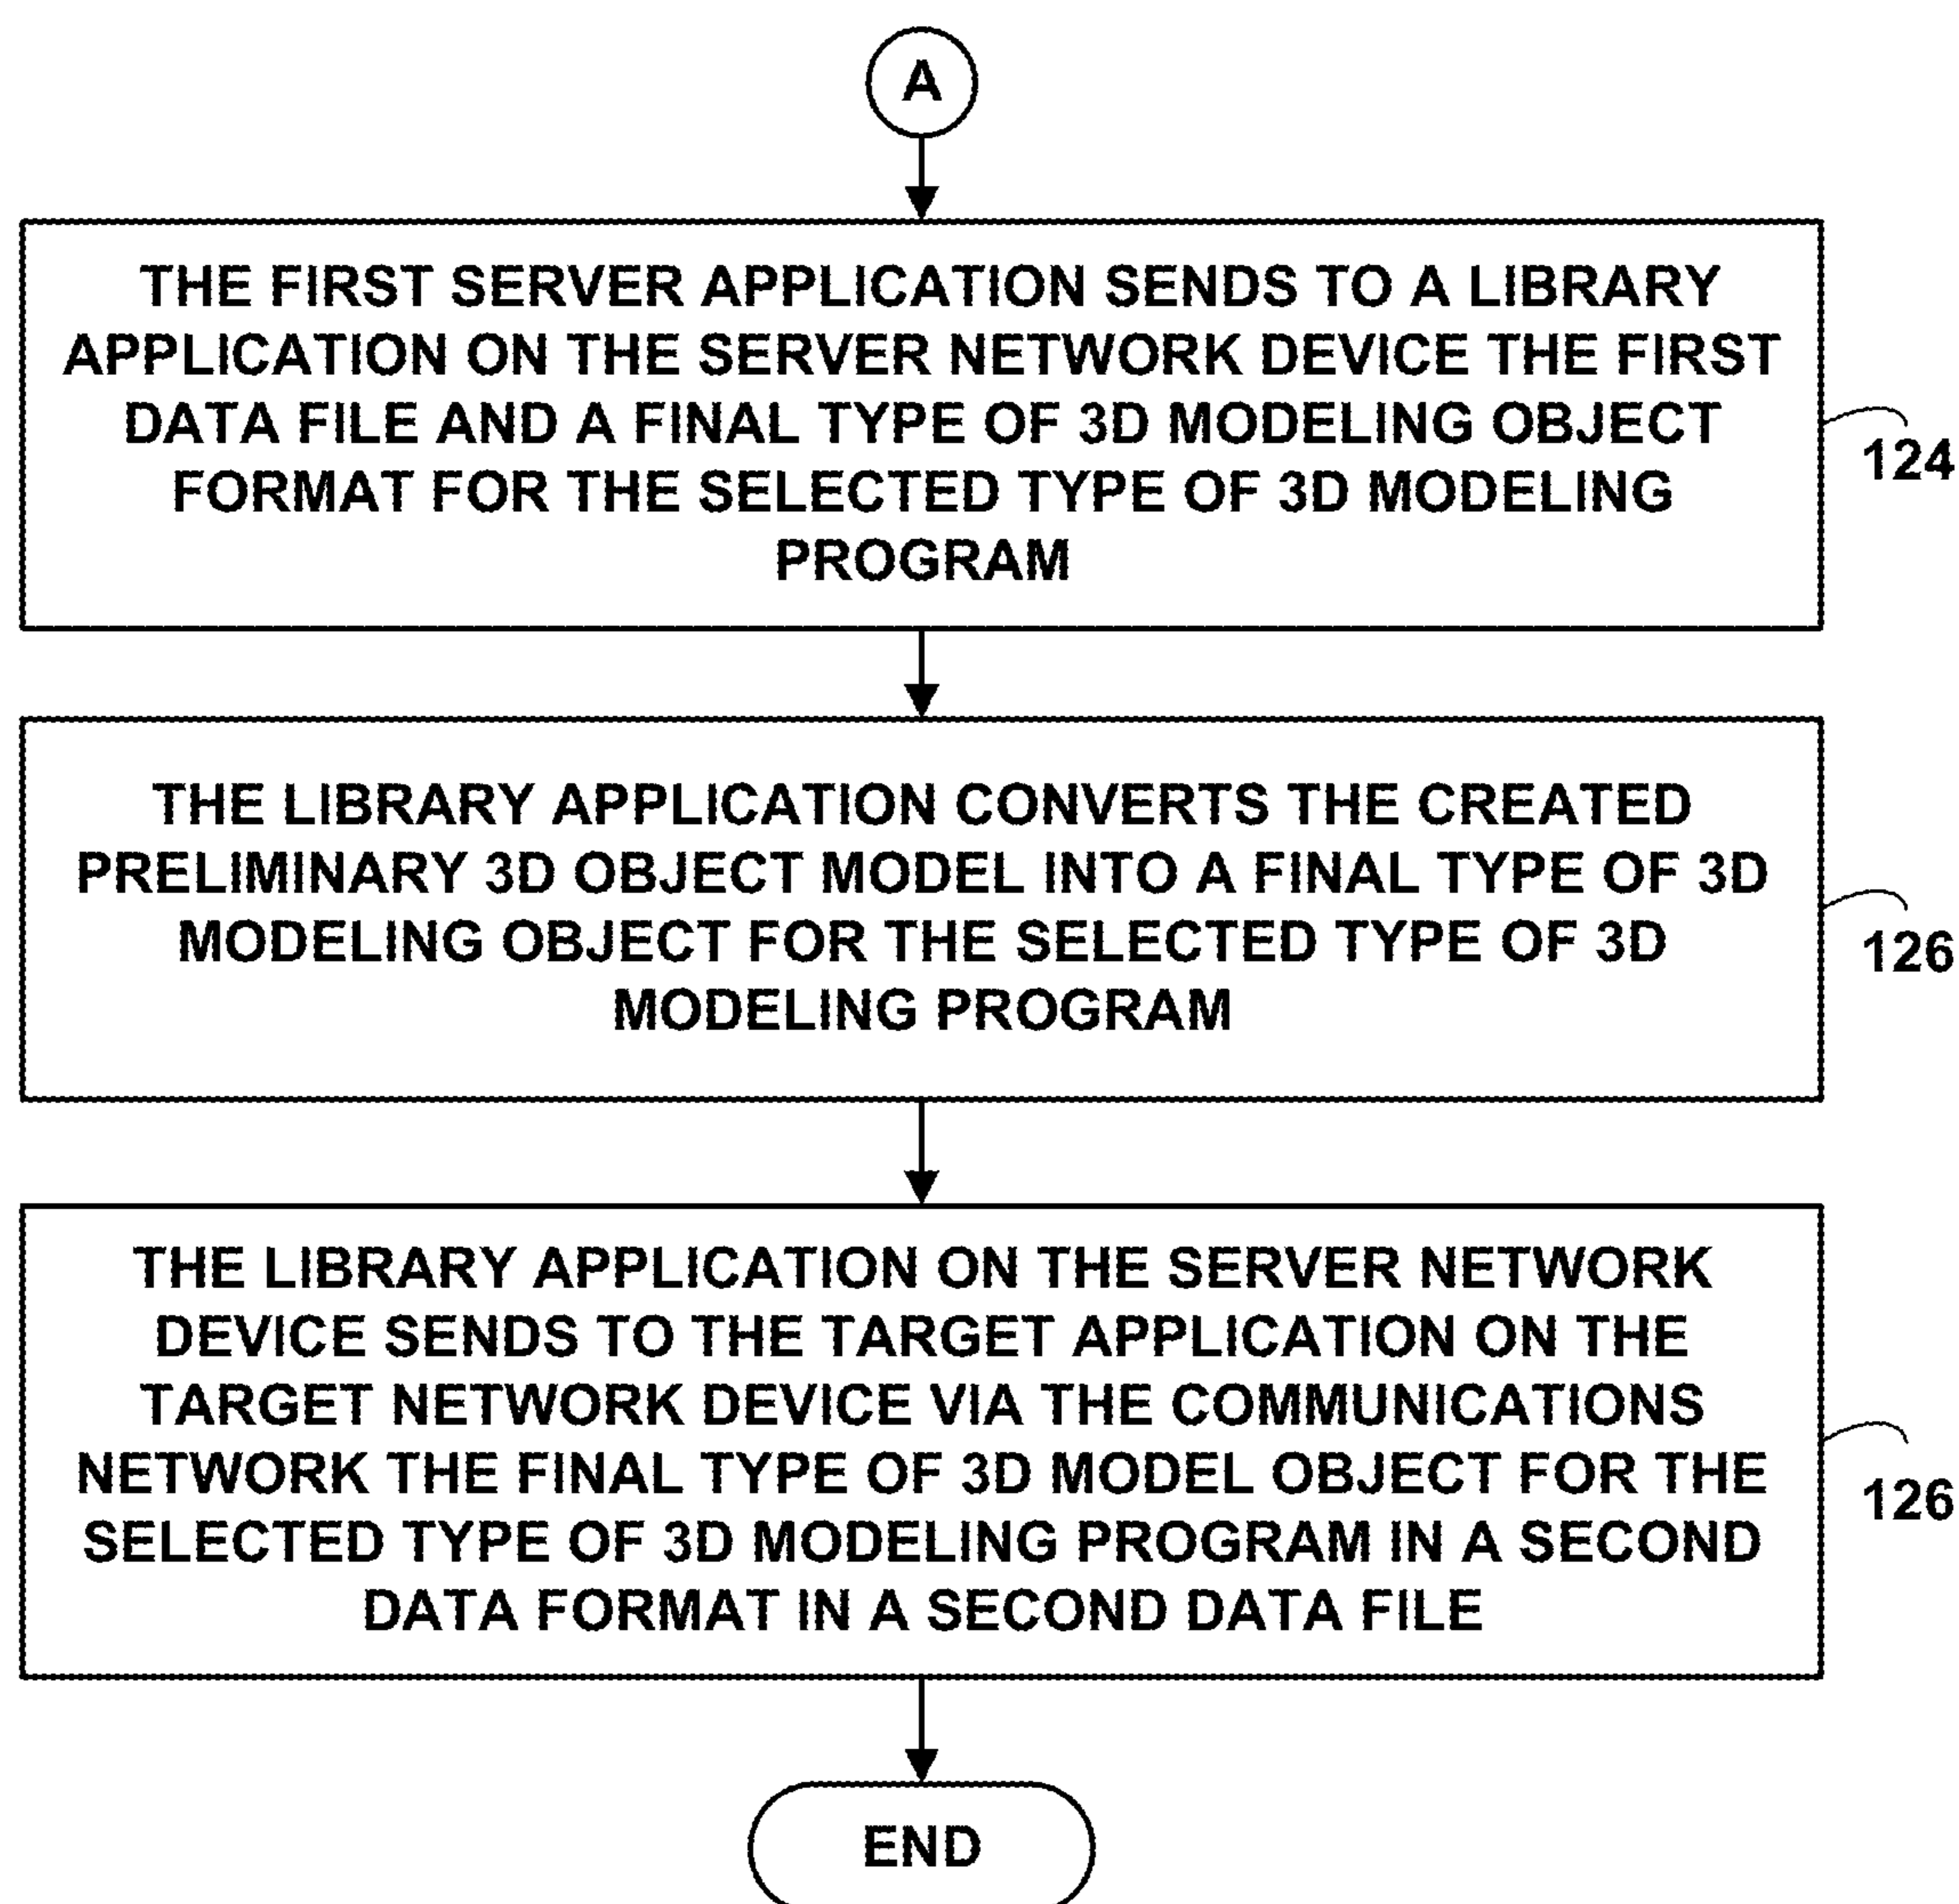 A
THE FIRST SERVER APPLICATION SENDS TO A LIBRARY
APPLICATION ON THE SERVER NETWORK DEVICE THE FIRST
DATA FILE AND A FINAL TYPE OF 3D MODELING OBJECT
FORMAT FOR THE SELECTED TYPE OF 3D MODELING
PROGRAM
124
THE LIBRARY APPLICATION CONVERTS THE CREATED
PRELIMINARY 3D OBJECT MODEL INTO A FINAL TYPE OF 3D
MODELING OBJECT FOR THE SELECTED TYPE OF 3D
MODELING PROGRAM
126
THE LIBRARY APPLICATION ON THE SERVER NETWORK
DEVICE SENDS TO THE TARGET APPLICATION ON THE
TARGET NETWORK DEVICE VIA THE COMMUNICATIONS
NETWORK THE FINAL TYPE OF 3D MODEL OBJECT FOR THE
SELECTED TYPE OF 3D MODELING PROGRAM IN A SECOND
DATA FORMAT IN A SECOND DATA FILE
126
END